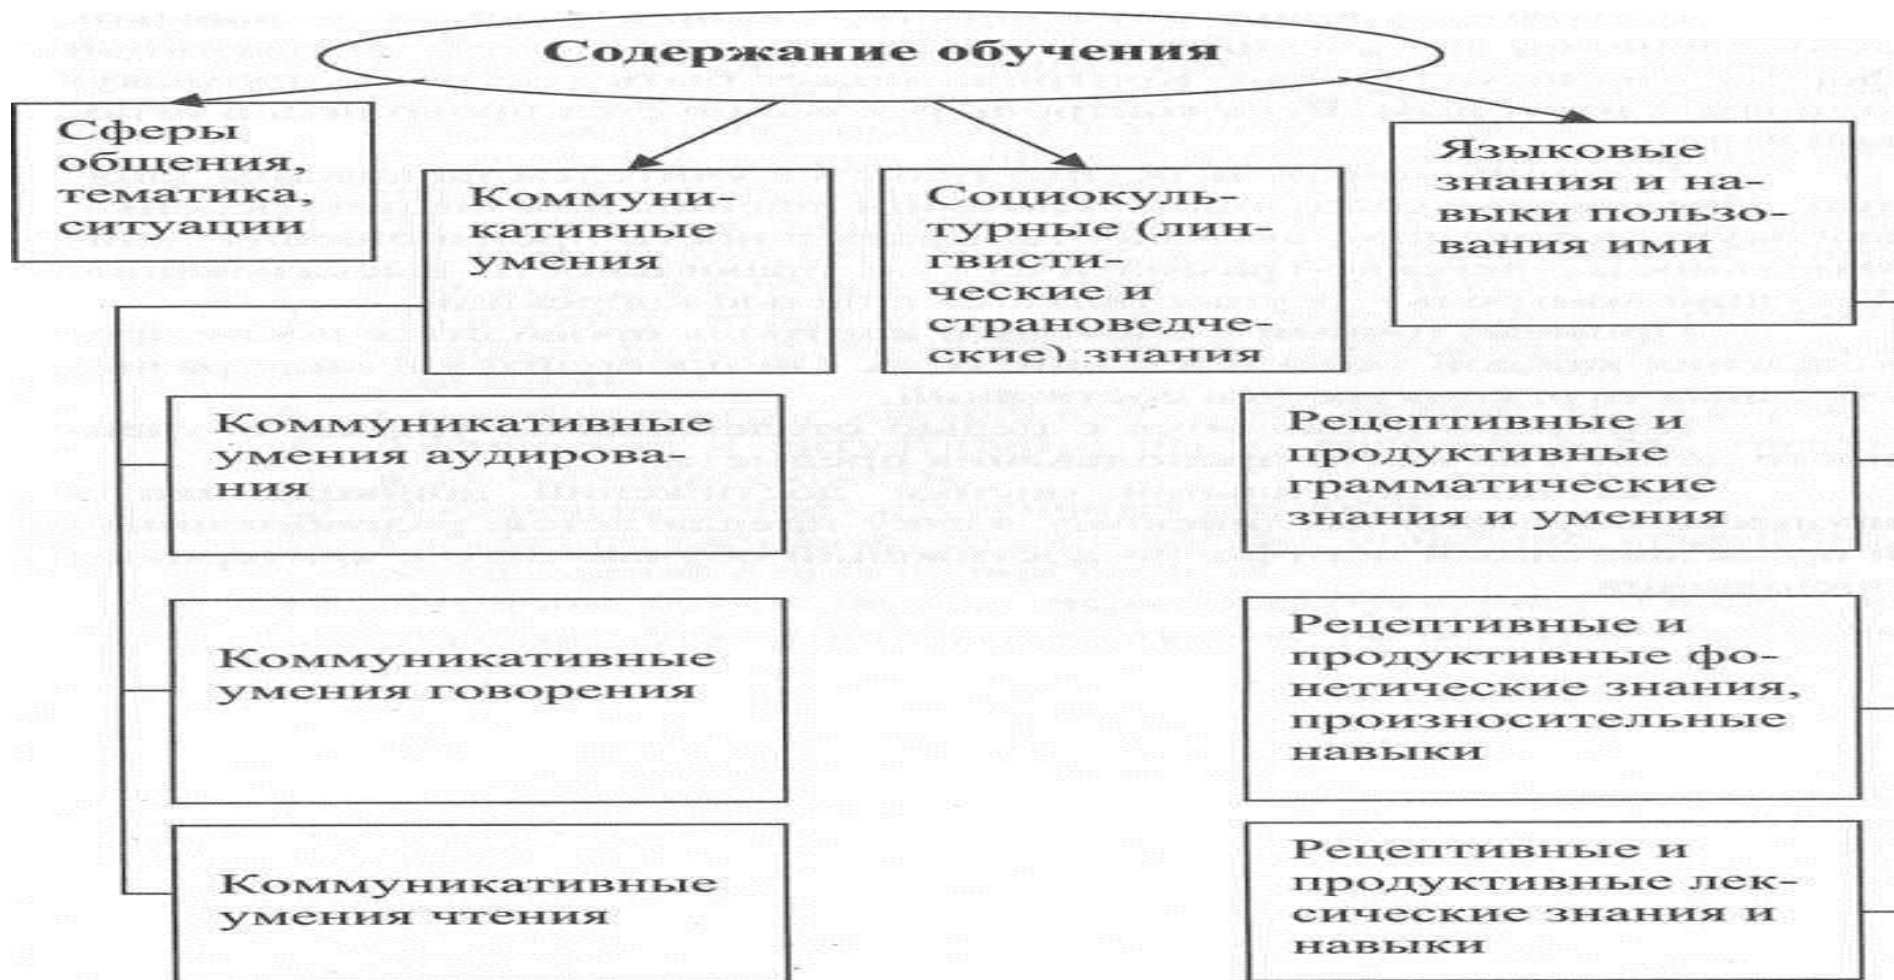 Содержание обучения
Сферы
общения,
тематика,
ситуации
Коммуни-
кативные
умения
Социокуль.
турные (лин-
гвисти-
ческие и
страноведче-
ские) знания
Языковые
знания и на-
выки пользо-
вания ими
Коммуникативные
умения аудирова-
ния
Коммуникативные
умения говорения
Коммуникативные
умения чтения
Рецептивные и
продуктивные
грамматические
знания и умения
Рецептивные и
продуктивные фо-
нетические знания,
произносительные
навыки
Рецептивные и
продуктивные лек-
сические знания и
навыки